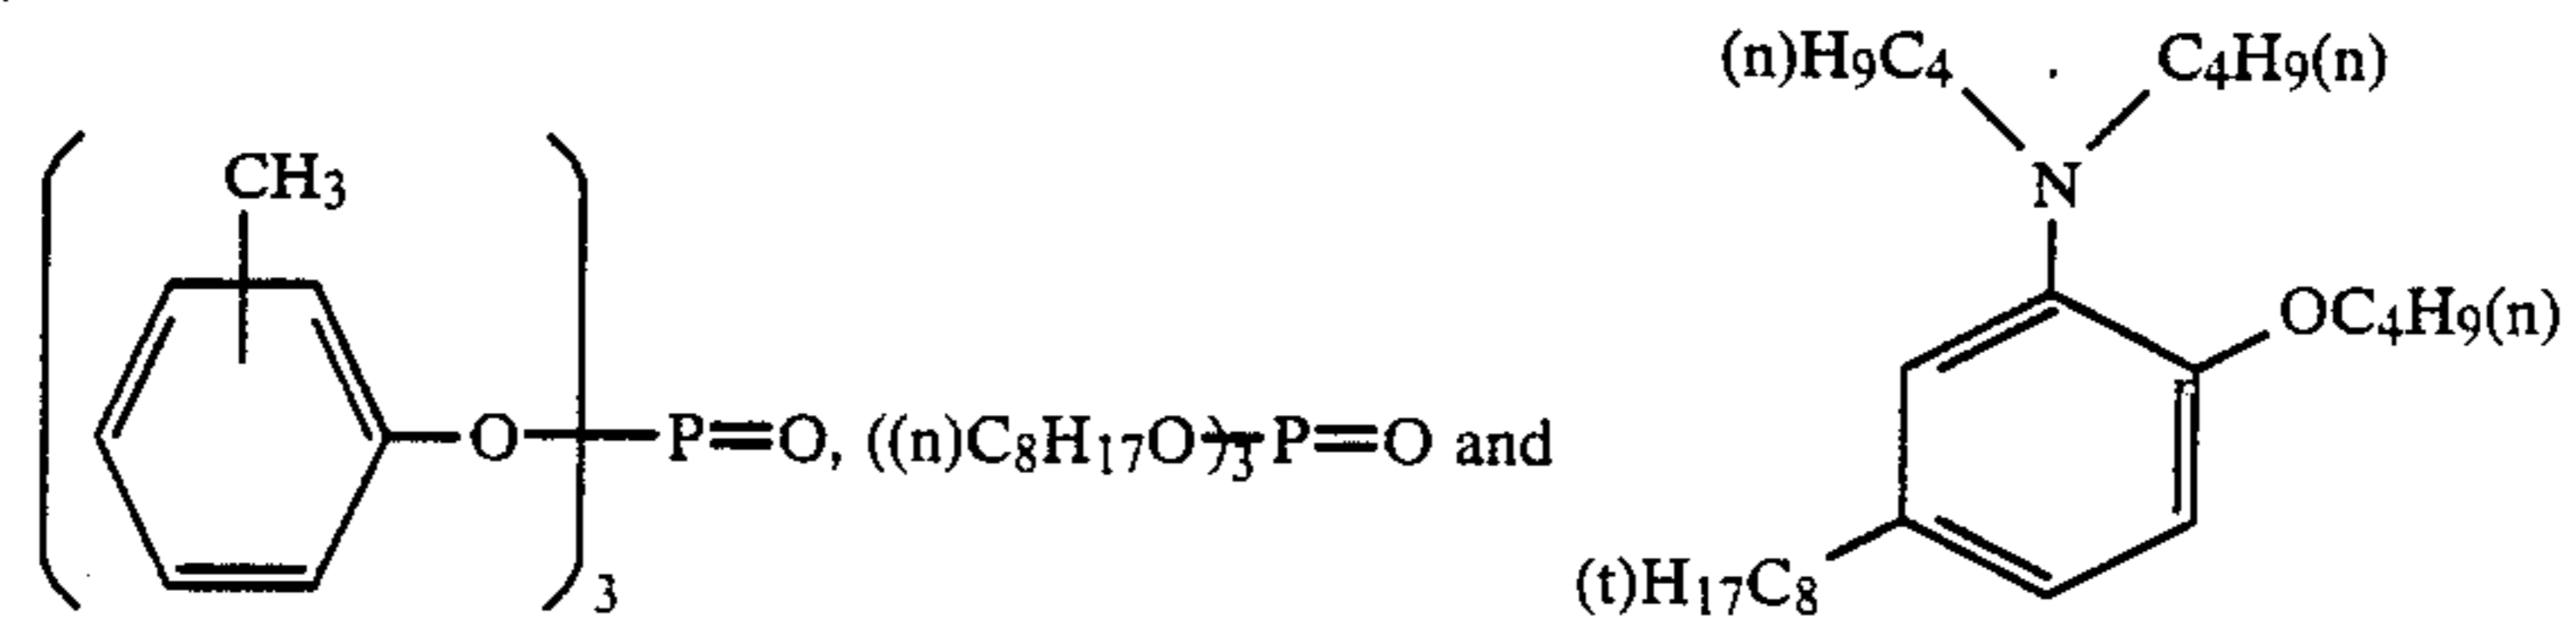 (n)H9C4 C4H9(n)
CH3
N
OC4H9(n)
O P=O, ((n)C8H17O)3 P=O and
(t)H17C8
3